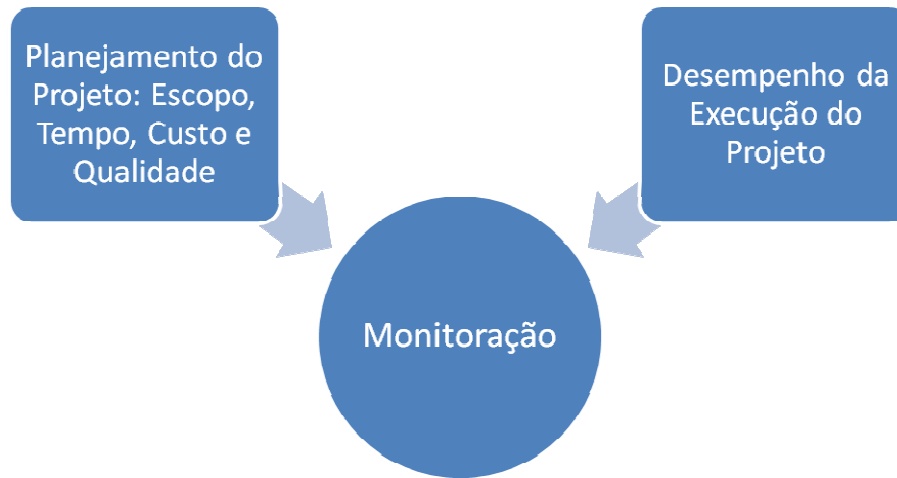 Planejamento do
Projeto: Escopo,
Tempo, Custo e
Qualidade
Desempenho da
Execução do
Projeto
Monitoração